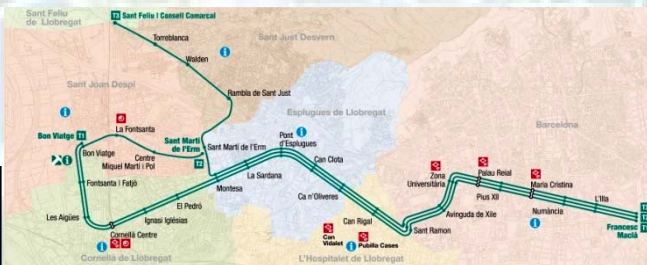 Sant Feliu
de Llobregat
T3 Sant Feliu | Consell Comarcal
Torreblanca
Walden
Sant Just Desvern
Rambla de Sant Just
Sant Joan Despí
Esplugues de Llobregat
Barcelona
Bon Viatge T1
La Fontsanta
Bon Viatge
Centre
Miquel Martí i Pol
Sant Martí
de l'Erm
T2
Sant Martí de l'Erm
Montesa
La Sardana
Pont
d'Esplugues
Can Clota
Ca n'Oliveres
Can Rigal
Fontsanta i Fatjó
Les Aigües
Cornellà Centre
Ignasi Iglésias
El Pedró
Cornellà de Llobregat
Can
Vidalet
Pubilla Cases
L'Hospitalet de Llobregat
Sant Ramon
Avinguda de Xile
Zona
Universitària
Palau Reial
Pius XII
Maria Cristina
Numància
L'Illa
Francesc
Macià